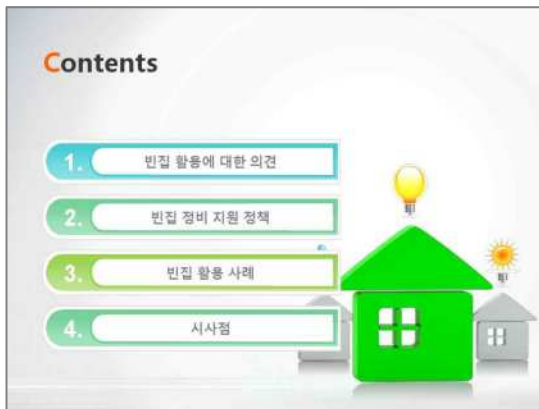 Contents
1. 빈집 활용에 대한 의견
2. 빈집 정비 지원 정책
3. 빈집 활용 사례
4. 시사점